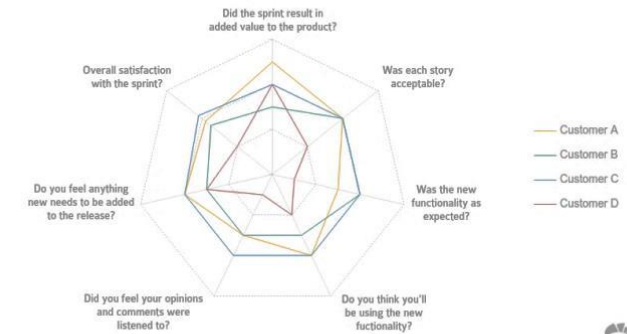 Did the sprint result in
added value to the product?
Overall satisfaction
with the sprint?
Was each story
acceptable?
Customer A
Customer B
Customer C
Customer D
Do you feel anything
new needs to be added
to the release?
Was the new
functionality as
expected?
Did you feel your opinions
and comments were
listened to?
Do you think you'll
be using the new
fuctionality?